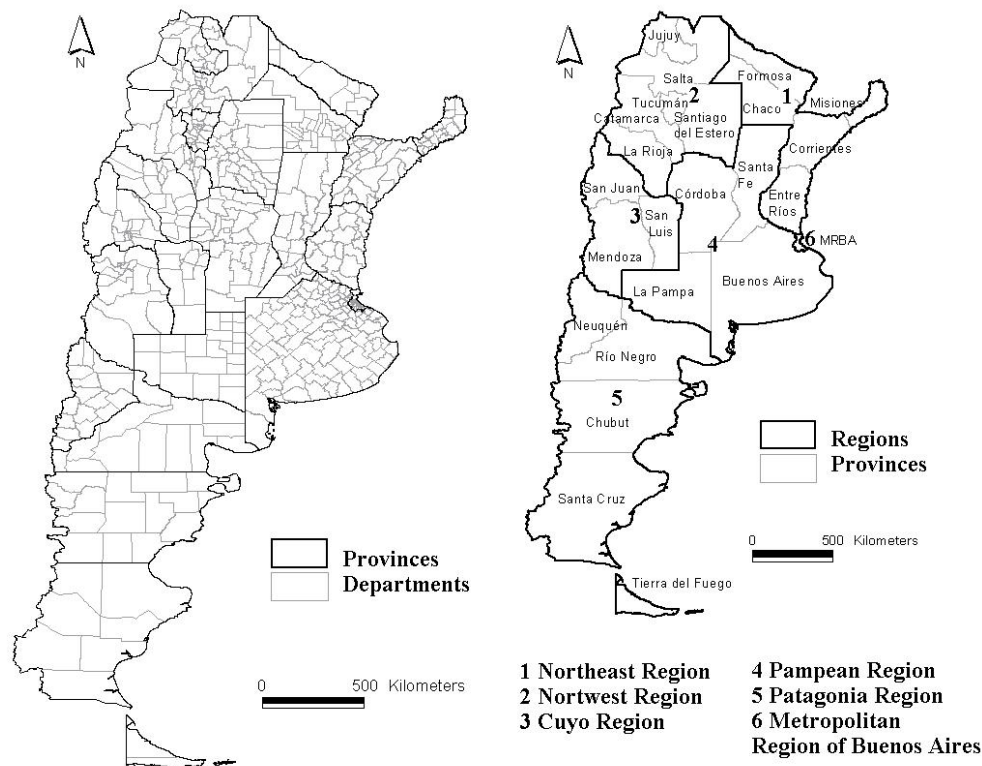 N
Provinces
Departments
0 500 Kilometers
N
Jujuy
Salta
Formosa
2
1
Tucumán
Chaco
Misiones
Catamarca
Santiago
del Estero
Corrientes
La Rioja
Santa
Fe
San Juan
Córdoba
Entre
Ríos
3
San
Luis
4
6 MRBA
Mendoza
Buenos Aires
La Pampa
Neuquén
Río Negro
5
Chubut
Regions
Provinces
Santa Cruz
0 500 Kilometers
Tierra del Fuego
1 Northeast Region
2 Nortwest Region
3 Cuyo Region
4 Pampean Region
5 Patagonia Region
6 Metropolitan
Region of Buenos Aires